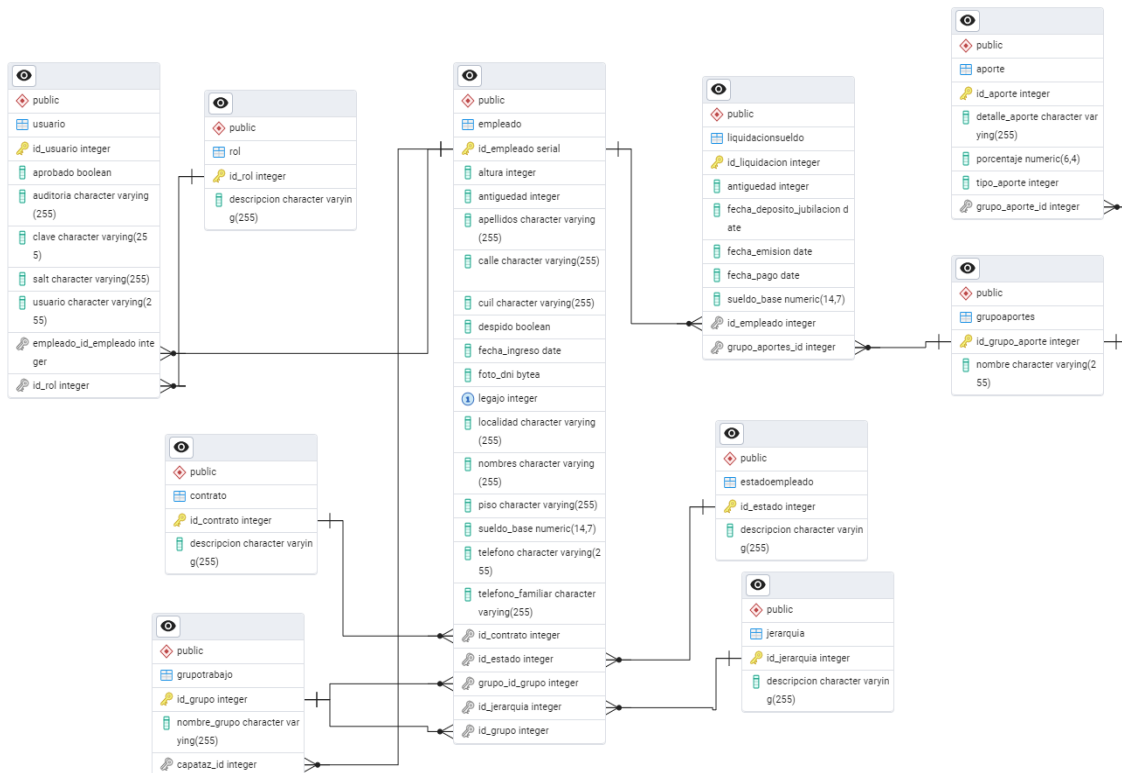 public
usuario
id_usuario integer
aprobado boolean
auditoria character varying
(255)
clave character varying(25
5)
salt character varying(255)
usuario character varying(2
55)
empleado_id_empleado inte
ger
id_rol integer
public
rol
id_rol integer
descripcion character varyin
g(255)
public
empleado
id_empleado serial
altura integer
antiguedad integer
apellidos character varying
(255)
calle character varying(255)
cuil character varying(255)
despido boolean
fecha_ingreso date
foto_dni bytea
1 legajo integer
localidad character varying
(255)
nombres character varying
(255)
piso character varying(255)
sueldo_base numeric(14,7)
telefono character varying(2
55)
telefono_familiar character
varying(255)
id_contrato integer
id_estado integer
grupo_id_grupo integer
id_jerarquia integer
id_grupo integer
public
liquidacionsueldo
id_liquidacion integer
antiguedad integer
fecha_deposito_jubilacion d
ate
fecha_emision date
fecha_pago date
sueldo_base numeric(14,7)
id_empleado integer
grupo_aportes_id integer
public
aporte
id_aporte integer
detalle_aporte character var
ying(255)
porcentaje numeric(6,4)
tipo_aporte integer
grupo_aporte_id integer
public
grupoaportes
id_grupo_aporte integer
nombre character varying(2
55)
public
contrato
id_contrato integer
descripcion character varyin
g(255)
public
estadoempleado
id_estado integer
descripcion character varyin
g(255)
public
jerarquia
id_jerarquia integer
descripcion character varyin
g(255)
public
grupotrabajo
id_grupo integer
nombre_grupo character var
ying(255)
capataz_id integer